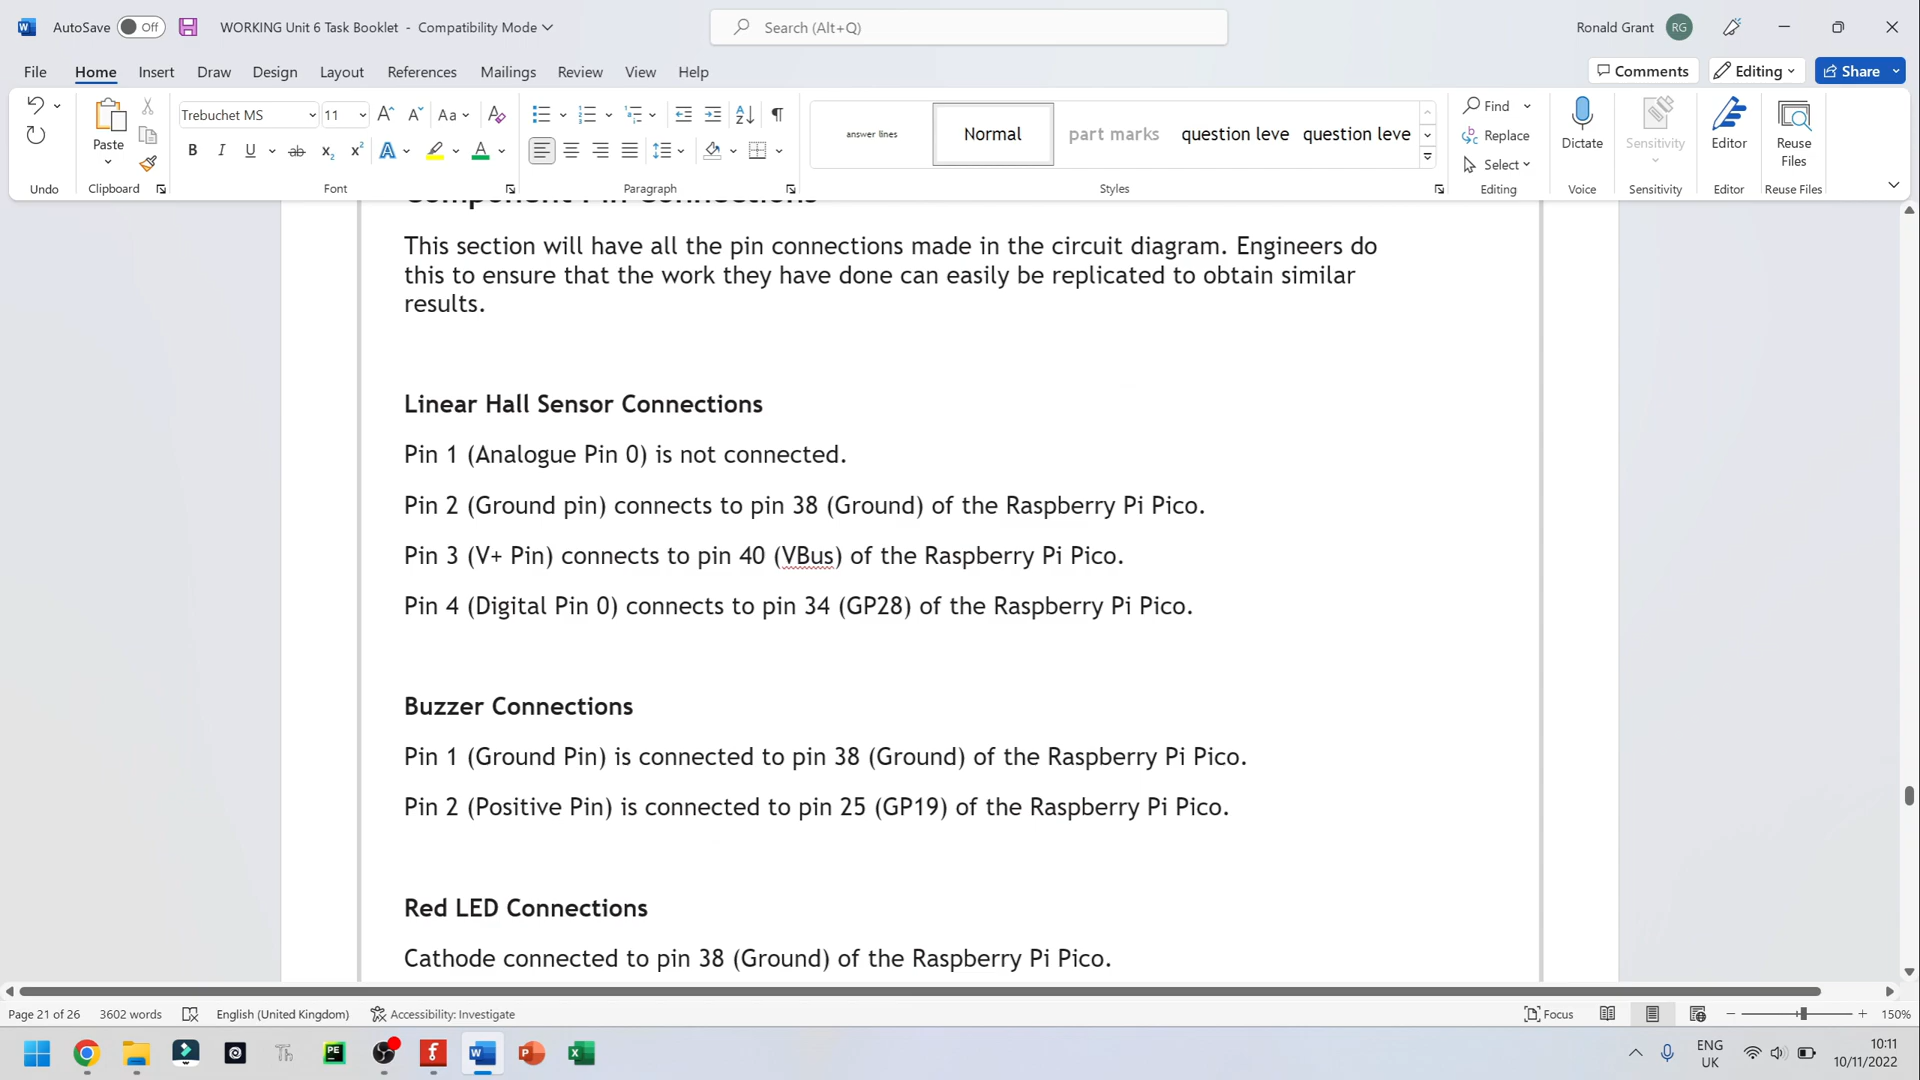 AutoSave Off WORKING Unit 6 Task Booklet - Compatibility Mode Search (Alt+Q) Ronald Grant RG
File Home Insert Draw Design Layout References Mailings Review View Help Comments Editing Share
Trebuchet MS 11 Aa
Paste
answer lines Normal part marks question leve question leve
Find
Replace
Select
Dictate Sensitivity Editor Reuse Files
Undo Clipboard Font Paragraph Styles Editing Voice Sensitivity Editor Reuse Files
Component Pin Connections
This section will have all the pin connections made in the circuit diagram. Engineers do
this to ensure that the work they have done can easily be replicated to obtain similar
results.
Linear Hall Sensor Connections
Pin 1 (Analogue Pin 0) is not connected.
Pin 2 (Ground pin) connects to pin 38 (Ground) of the Raspberry Pi Pico.
Pin 3 (V+ Pin) connects to pin 40 (VBus) of the Raspberry Pi Pico.
Pin 4 (Digital Pin 0) connects to pin 34 (GP28) of the Raspberry Pi Pico.
Buzzer Connections
Pin 1 (Ground Pin) is connected to pin 38 (Ground) of the Raspberry Pi Pico.
Pin 2 (Positive Pin) is connected to pin 25 (GP19) of the Raspberry Pi Pico.
Red LED Connections
Cathode connected to pin 38 (Ground) of the Raspberry Pi Pico.
Page 21 of 26 3602 words English (United Kingdom) Accessibility: Investigate Focus 150%
ENG
UK
10:11
10/11/2022